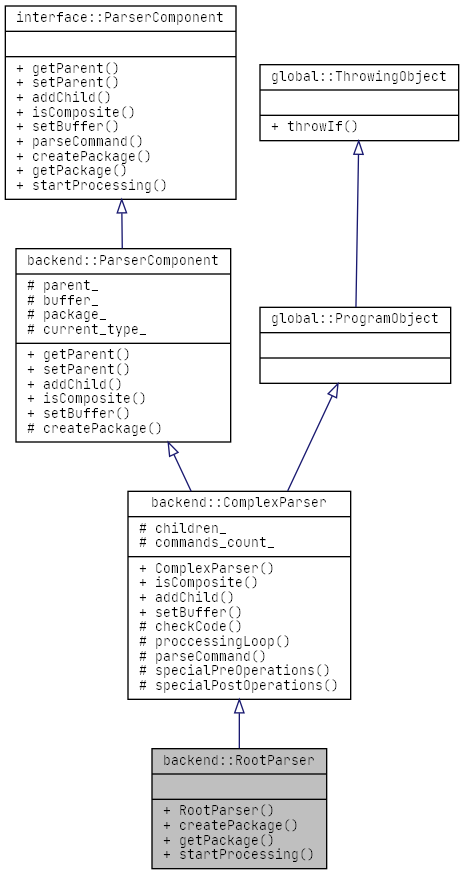 interface::ParserComponent
+ getParent()
+ setParent()
+ addChild()
+ isComposite()
+ setBuffer()
+ parseCommand()
+ createPackage()
+ getPackage()
+ startProcessing()
global::ThrowingObject
+ throwIf()
backend::ParserComponent
# parent_
# buffer_
# package_
# current_type_
+ getParent()
+ setParent()
+ addChild()
+ isComposite()
+ setBuffer()
# createPackage()
global::ProgramObject
backend::ComplexParser
# children_
# commands_count_
+ ComplexParser()
+ isComposite()
+ addChild()
+ setBuffer()
# checkCode()
# proccessingLoop()
# parseCommand()
# specialPreOperations()
# specialPostOperations()
backend::RootParser
+ RootParser()
+ createPackage()
+ getPackage()
+ startProcessing()